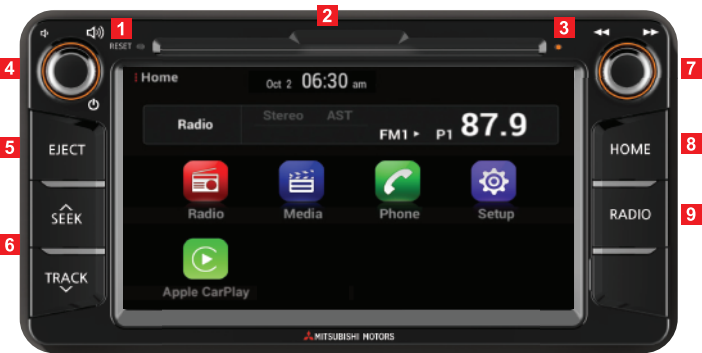 1
2
3
RESET
4
7
Home
Oct 2 06:30 am
Radio
Stereo AST
FM1 P1 87.9
5
EJECT
HOME
8
SEEK
RADIO
9
Radio Media Phone Setup
6
TRACK
Apple CarPlay
MITSUBISHI MOTORS